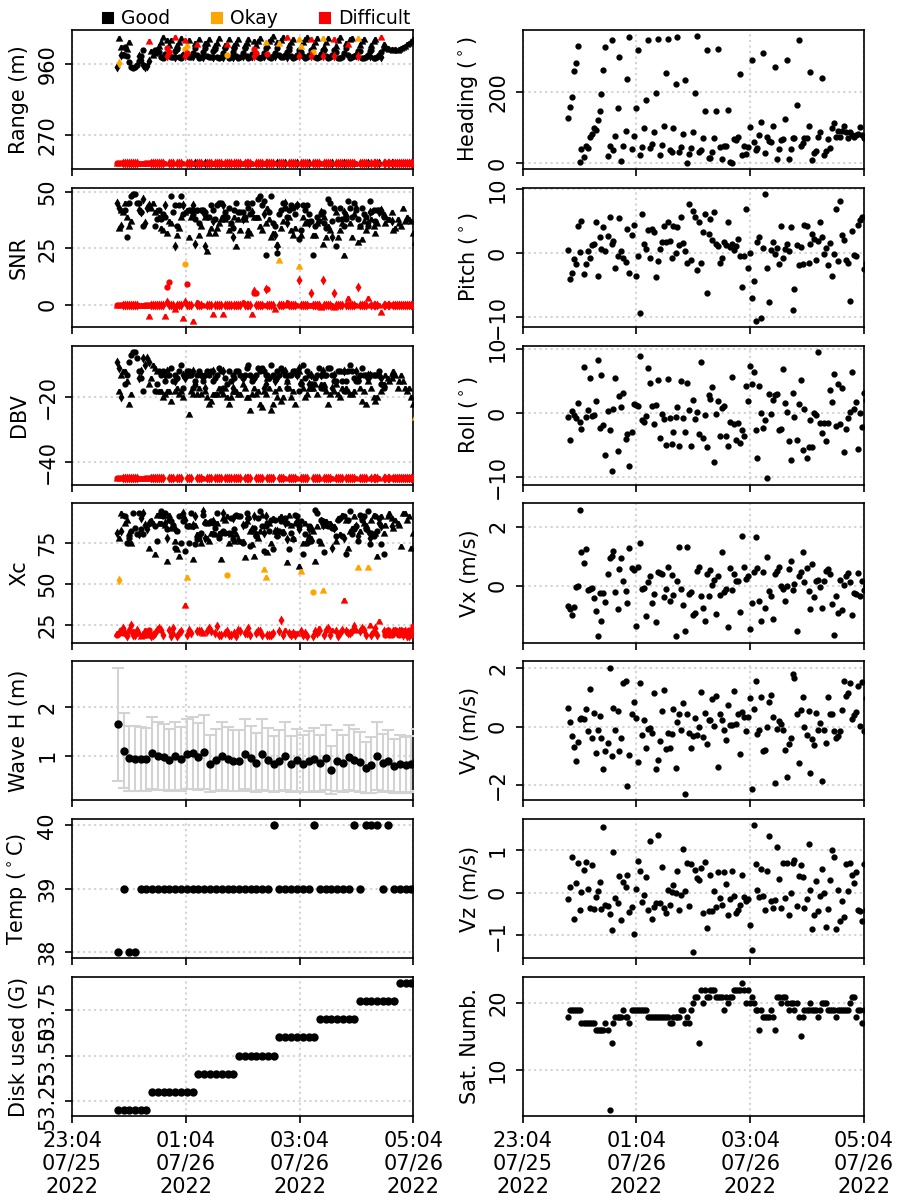 Good Okay Difficult
Range (m)
960
270
Heading (°)
200
0
SNR
50
25
0
Pitch (°)
10
0
−10
DBV
−20
−40
Roll (°)
10
0
−10
Xc
75
50
25
Vx (m/s)
2
0
Wave H (m)
2
1
Vy (m/s)
2
0
−2
Temp (°C)
40
39
38
Vz (m/s)
1
0
−1
Disk used (G)
53.75
53.50
53.25
Sat. Numb.
20
10
23:04 01:04 03:04 05:04
07/25 07/26 07/26 07/26
2022 2022 2022 2022
23:04 01:04 03:04 05:04
07/25 07/26 07/26 07/26
2022 2022 2022 2022